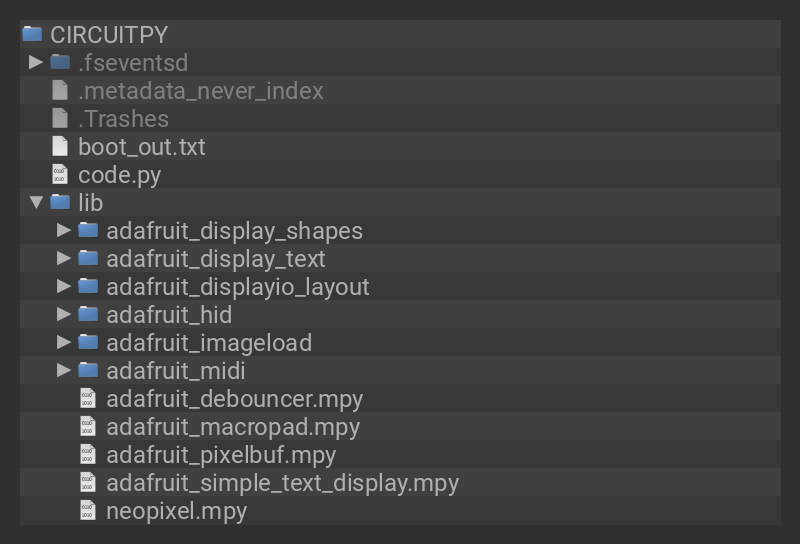 CIRCUITPY
.fseventsd
.metadata_never_index
.Trashes
boot_out.txt
code.py
lib
adafruit_display_shapes
adafruit_display_text
adafruit_displayio_layout
adafruit_hid
adafruit_imageload
adafruit_midi
adafruit_debouncer.mpy
adafruit_macropad.mpy
adafruit_pixelbuf.mpy
adafruit_simple_text_display.mpy
neopixel.mpy